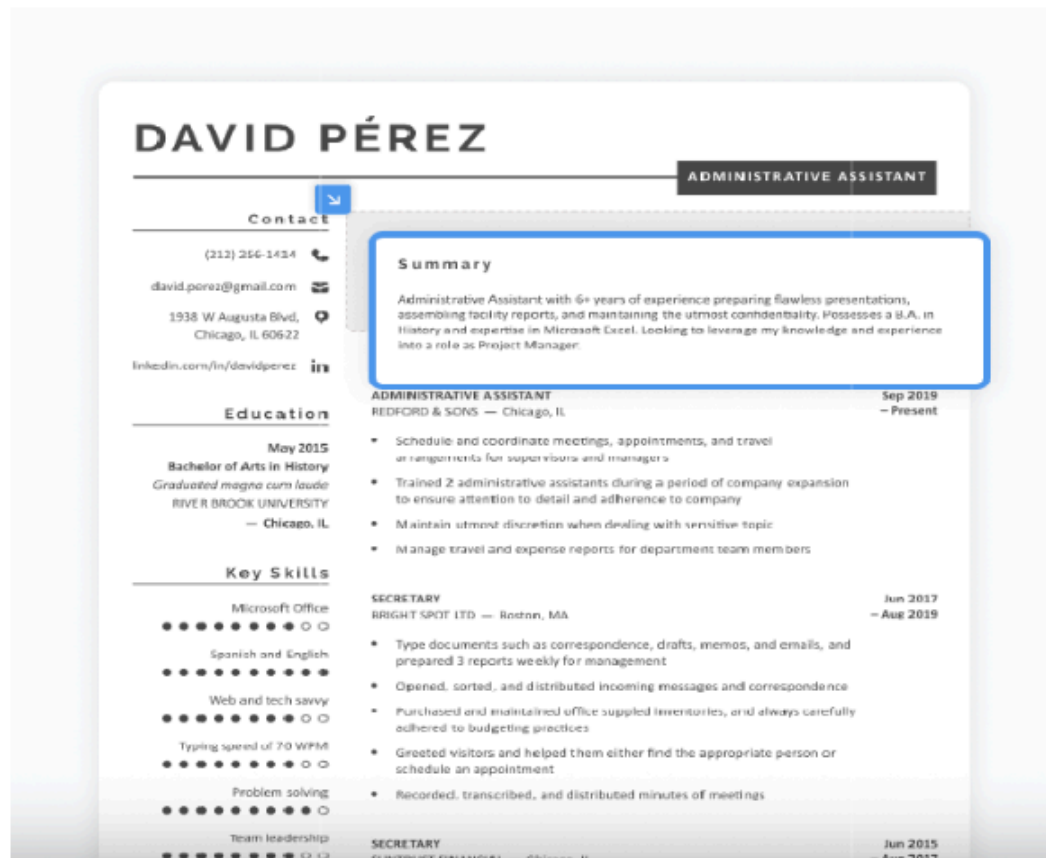 DAVID PÉREZ
ADMINISTRATIVE ASSISTANT
Contact
(212) 256-1414
david.perez@gmail.com
1938 W Augusta Blvd,
Chicago, IL 60622
linkedin.com/in/davidperez
Education
May 2015
Bachelor of Arts in History
Graduated magna cum laude
RIVER BROOK UNIVERSITY
— Chicago, IL
Key Skills
Microsoft Office
Spanish and English
Web and tech savvy
Typing speed of 70 WPM
Problem solving
Team leadership
Summary
Administrative Assistant with 6+ years of experience preparing flawless presentations,
assembling facility reports, and maintaining the utmost confidentiality. Possesses a B.A. in
History and expertise in Microsoft Excel. Looking to leverage my knowledge and experience
into a role as Project Manager.
ADMINISTRATIVE ASSISTANT
Sep 2019
REDFORD & SONS — Chicago, IL
– Present
• Schedule and coordinate meetings, appointments, and travel
arrangements for supervisors and managers
• Trained 2 administrative assistants during a period of company expansion
to ensure attention to detail and adherence to company
• Maintain utmost discretion when dealing with sensitive topic
• Manage travel and expense reports for department team members
SECRETARY
Jun 2017
BRIGHT SPOT LTD — Boston, MA
– Aug 2019
• Type documents such as correspondence, drafts, memos, and emails, and
prepared 3 reports weekly for management
• Opened, sorted, and distributed incoming messages and correspondence
• Purchased and maintained office suppled inventories, and always carefully
adhered to budgeting practices
• Greeted visitors and helped them either find the appropriate person or
schedule an appointment
• Recorded, transcribed, and distributed minutes of meetings
SECRETARY
Jun 2015